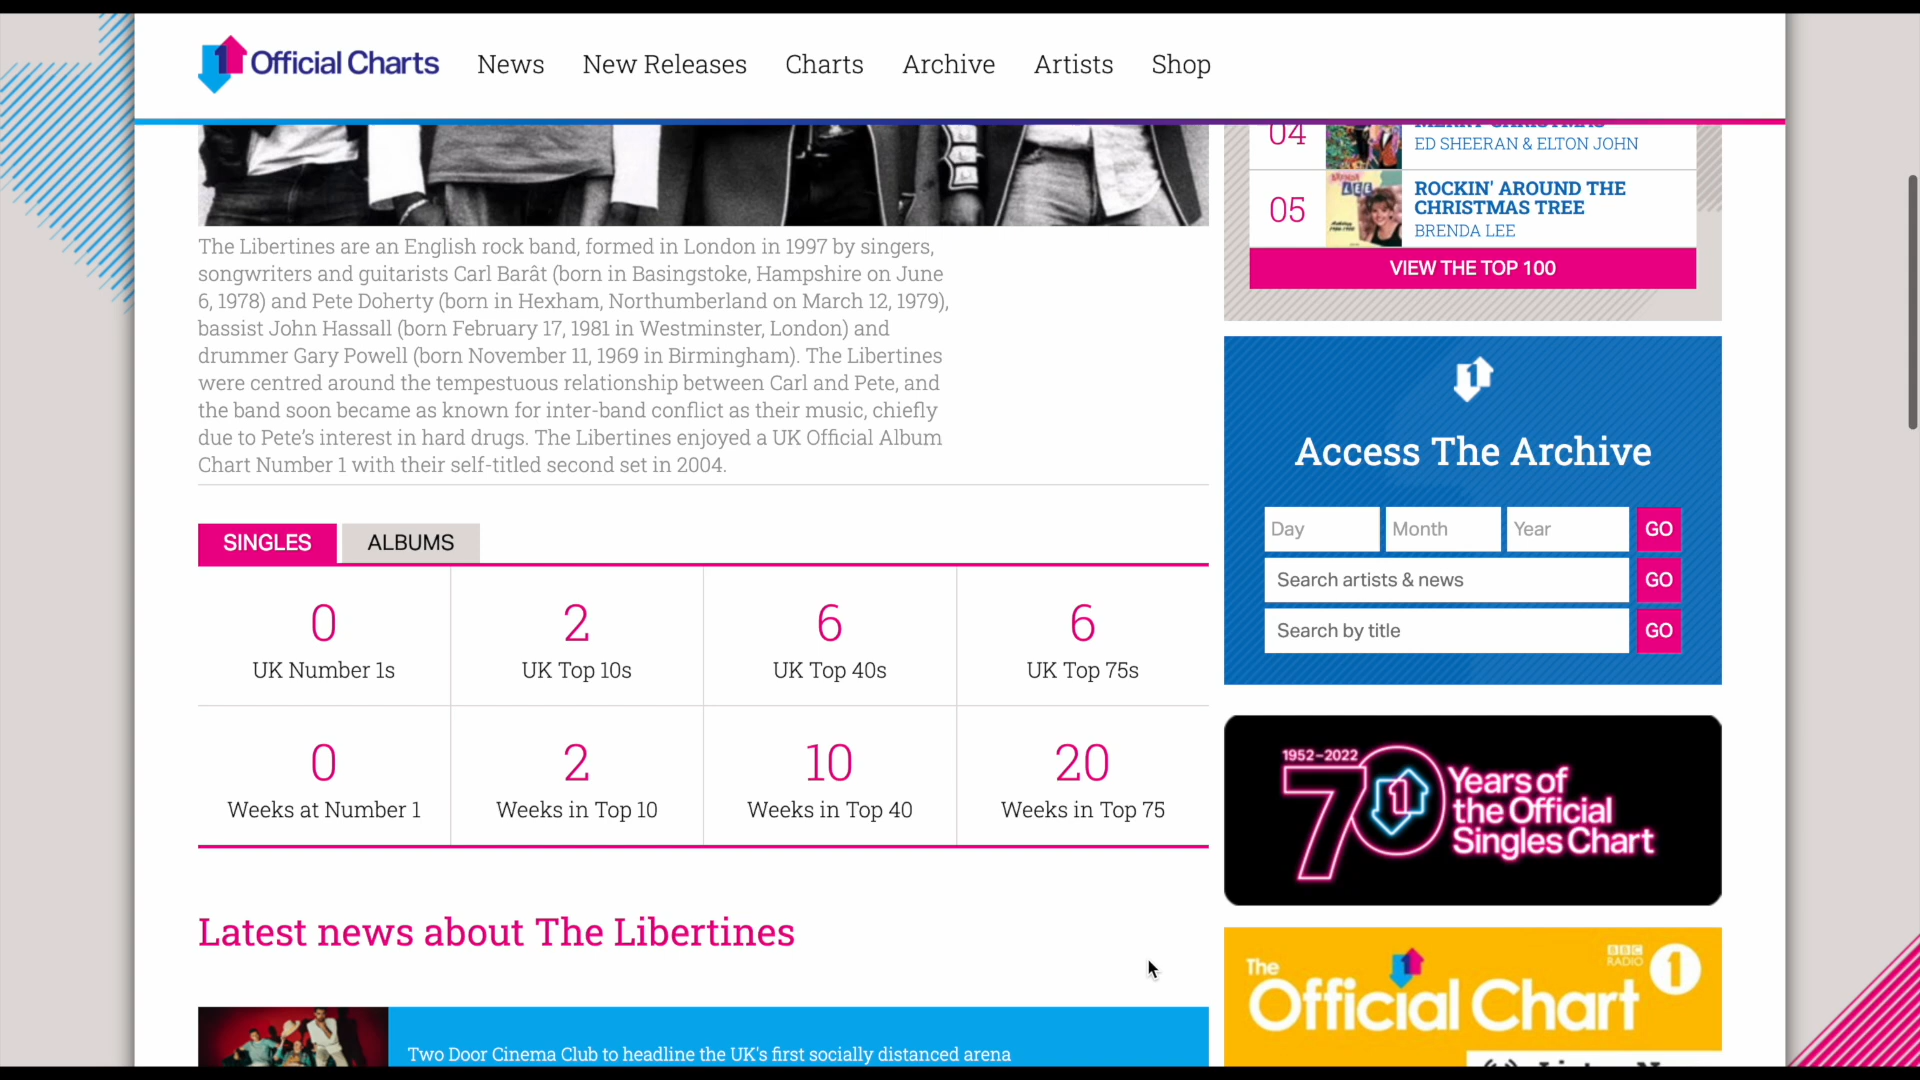 Official Charts
News
New Releases
Charts
Archive
Artists
Shop
04
ED SHEERAN & ELTON JOHN
05
ROCKIN' AROUND THE
CHRISTMAS TREE
BRENDA LEE
VIEW THE TOP 100
The Libertines are an English rock band, formed in London in 1997 by singers,
songwriters and guitarists Carl Barât (born in Basingstoke, Hampshire on June
6, 1978) and Pete Doherty (born in Hexham, Northumberland on March 12, 1979),
bassist John Hassall (born February 17, 1981 in Westminster, London) and
drummer Gary Powell (born November 11, 1969 in Birmingham). The Libertines
were centred around the tempestuous relationship between Carl and Pete, and
the band soon became as known for inter-band conflict as their music, chiefly
due to Pete’s interest in hard drugs. The Libertines enjoyed a UK Official Album
Chart Number 1 with their self-titled second set in 2004.
SINGLES
ALBUMS
0
UK Number 1s
2
UK Top 10s
6
UK Top 40s
6
UK Top 75s
0
Weeks at Number 1
2
Weeks in Top 10
10
Weeks in Top 40
20
Weeks in Top 75
Latest news about The Libertines
Two Door Cinema Club to headline the UK's first socially distanced arena
1
Access The Archive
Day
Month
Year
GO
Search artists & news
GO
Search by title
GO
1952-2022
70
1
Years of
the Official
Singles Chart
The
Official Chart
BBC
RADIO
1